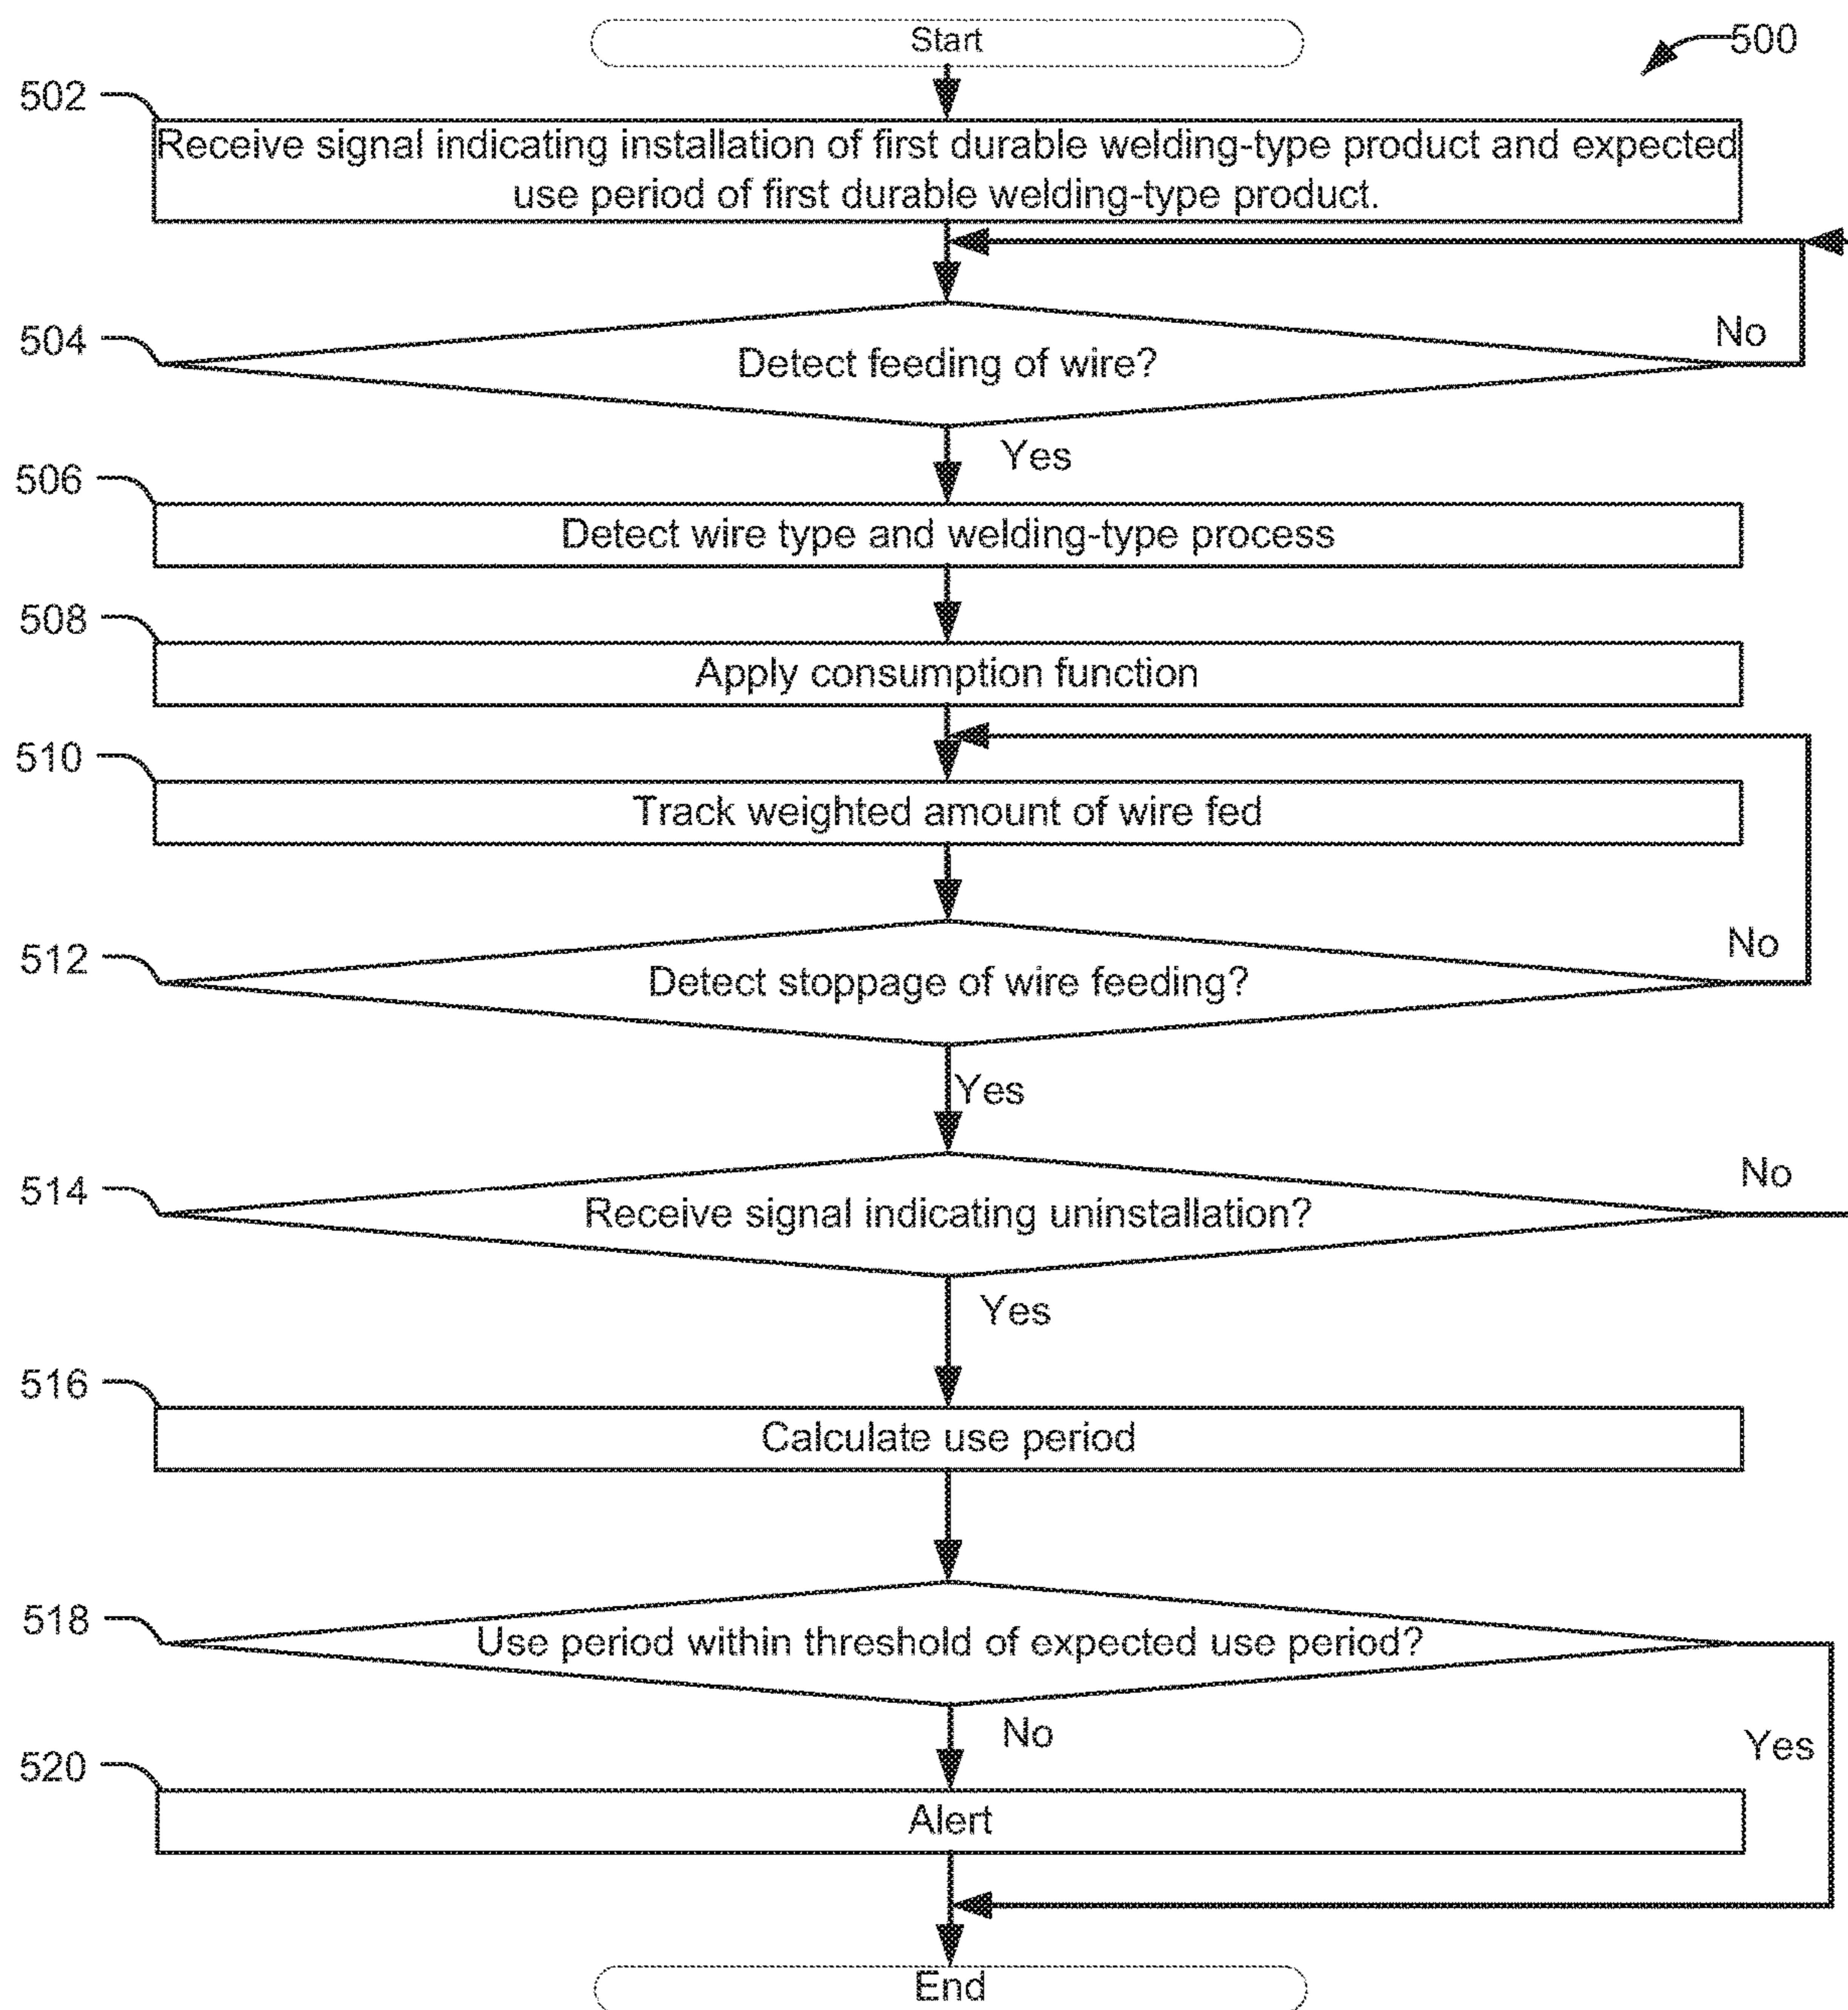 Start
500
502
Receive signal indicating installation of first durable welding-type product and expected
use period of first durable welding-type product.
504
Detect feeding of wire?
No
Yes
506
Detect wire type and welding-type process
508
Apply consumption function
510
Track weighted amount of wire fed
512
Detect stoppage of wire feeding?
No
Yes
514
Receive signal indicating uninstallation?
No
Yes
516
Calculate use period
518
Use period within threshold of expected use period?
No
Yes
520
Alert
End